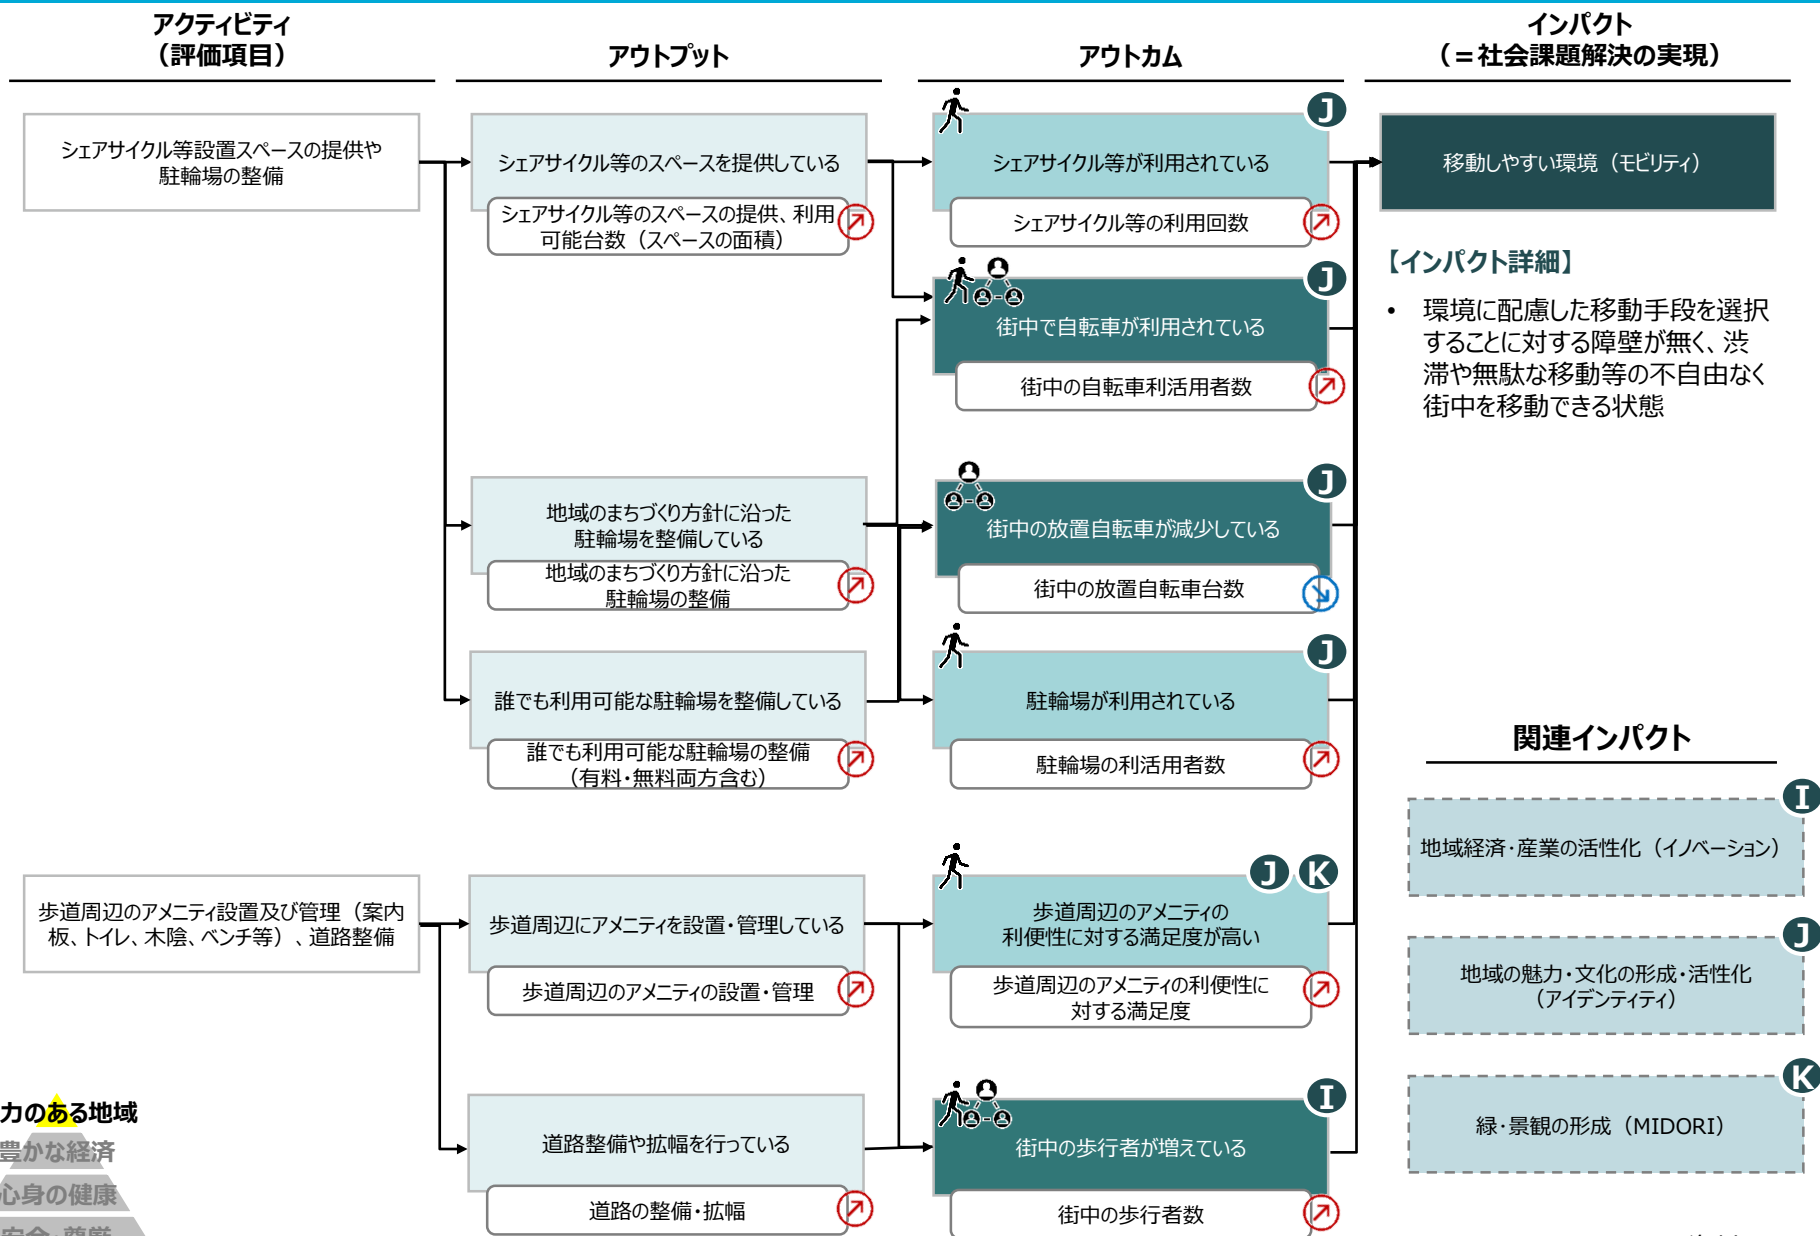 アクティビティ
（評価項目）
アウトプット
アウトカム
インパクト
（＝社会課題解決の実現）
シェアサイクル等設置スペースの提供や
駐輪場の整備
シェアサイクル等のスペースを提供している
シェアサイクル等のスペースの提供、利用
可能台数（スペースの面積）
J
シェアサイクル等が利用されている
シェアサイクル等の利用回数
移動しやすい環境（モビリティ）
J
街中で自転車が利用されている
街中の自転車利活用者数
【インパクト詳細】
• 環境に配慮した移動手段を選択
することに対する障壁が無く、渋
滞や無駄な移動等の不自由なく
街中を移動できる状態
地域のまちづくり方針に沿った
駐輪場を整備している
地域のまちづくり方針に沿った
駐輪場の整備
J
街中の放置自転車が減少している
街中の放置自転車台数
誰でも利用可能な駐輪場を整備している
誰でも利用可能な駐輪場の整備
（有料・無料両方含む）
J
駐輪場が利用されている
駐輪場の利活用者数
関連インパクト
I
地域経済・産業の活性化（イノベーション）
J
地域の魅力・文化の形成・活性化
（アイデンティティ）
K
緑・景観の形成（MIDORI）
歩道周辺のアメニティ設置及び管理（案内
板、トイレ、木陰、ベンチ等）、道路整備
歩道周辺にアメニティを設置・管理している
歩道周辺のアメニティの設置・管理
J K
歩道周辺のアメニティの
利便性に対する満足度が高い
歩道周辺のアメニティの利便性に
対する満足度
道路整備や拡幅を行っている
道路の整備・拡幅
I
街中の歩行者が増えている
街中の歩行者数
力のある地域
豊かな経済
心身の健康